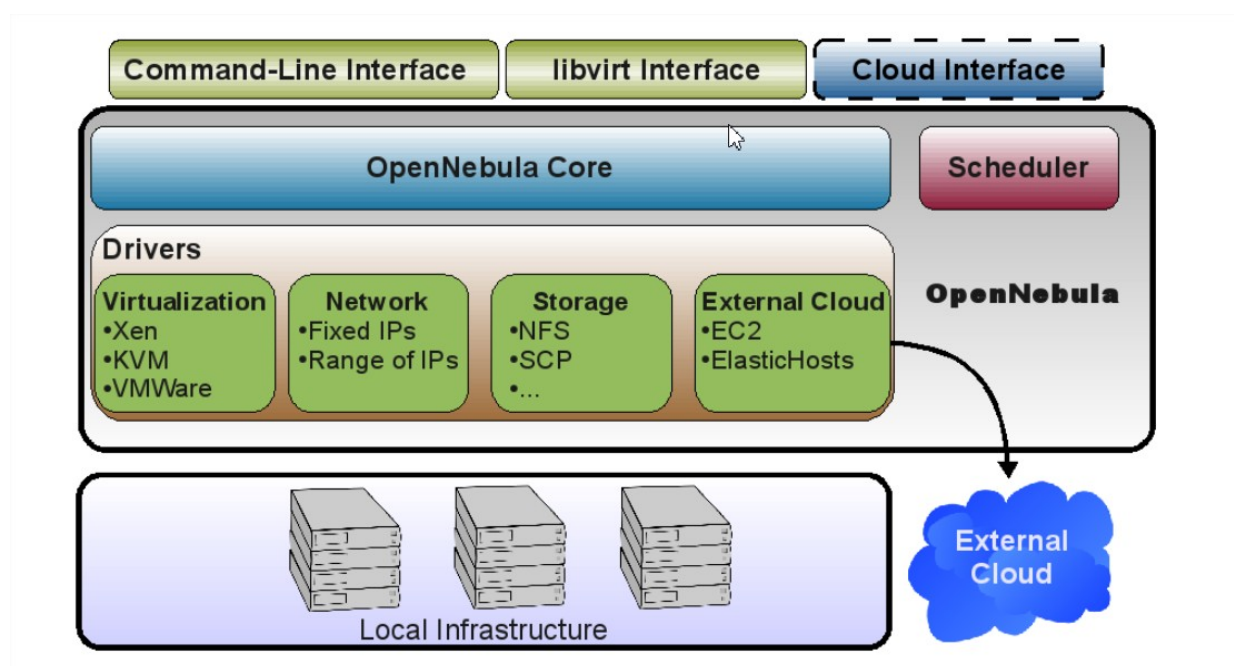 Command-Line Interface
libvirt Interface
Cloud Interface
OpenNebula Core
Scheduler
Drivers
Virtualization
•Xen
•KVM
•VMWare
Network
•Fixed IPs
•Range of IPs
Storage
•NFS
•SCP
•...
External Cloud
•EC2
•ElasticHosts
OpenNebula
Local Infrastructure
External
Cloud